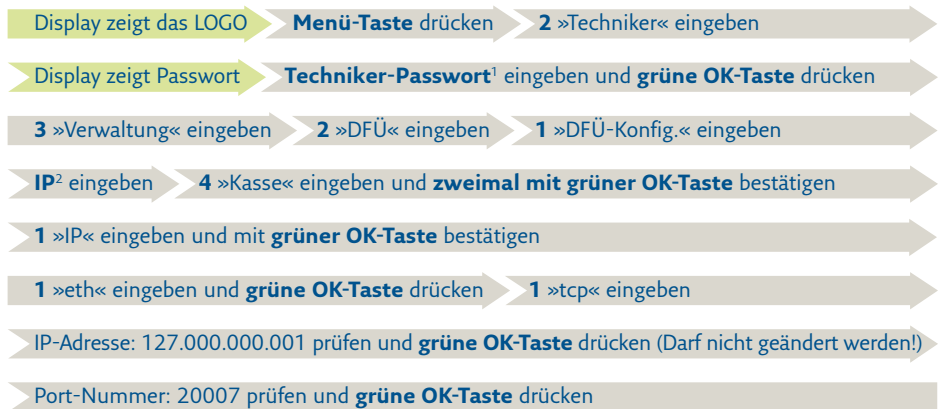 Display zeigt das LOGO Menü-Taste drücken 2 »Techniker« eingeben
Display zeigt Passwort Techniker-Passwort¹ eingeben und grüne OK-Taste drücken
3 »Verwaltung« eingeben 2 »DFÜ« eingeben 1 »DFÜ-Konfig.« eingeben
IP² eingeben 4 »Kasse« eingeben und zweimal mit grüner OK-Taste bestätigen
1 »IP« eingeben und mit grüner OK-Taste bestätigen
1 »eth« eingeben und grüne OK-Taste drücken 1 »tcp« eingeben
IP-Adresse: 127.000.000.001 prüfen und grüne OK-Taste drücken (Darf nicht geändert werden!)
Port-Nummer: 20007 prüfen und grüne OK-Taste drücken